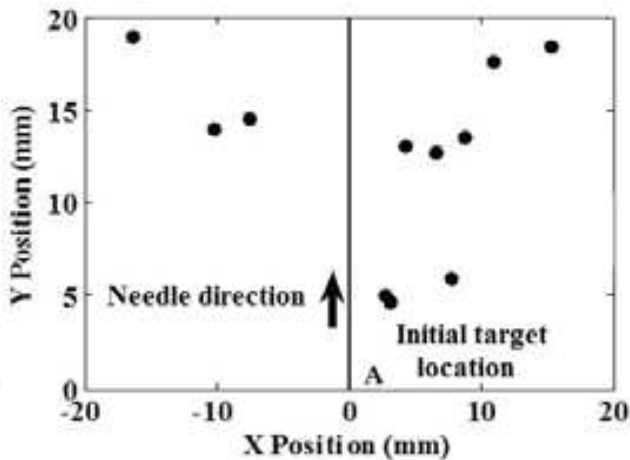 20
15
10
5
0
Y Position (mm)
Needle direction
Initial target
location
A
-20
-10
0
10
20
X Position (mm)